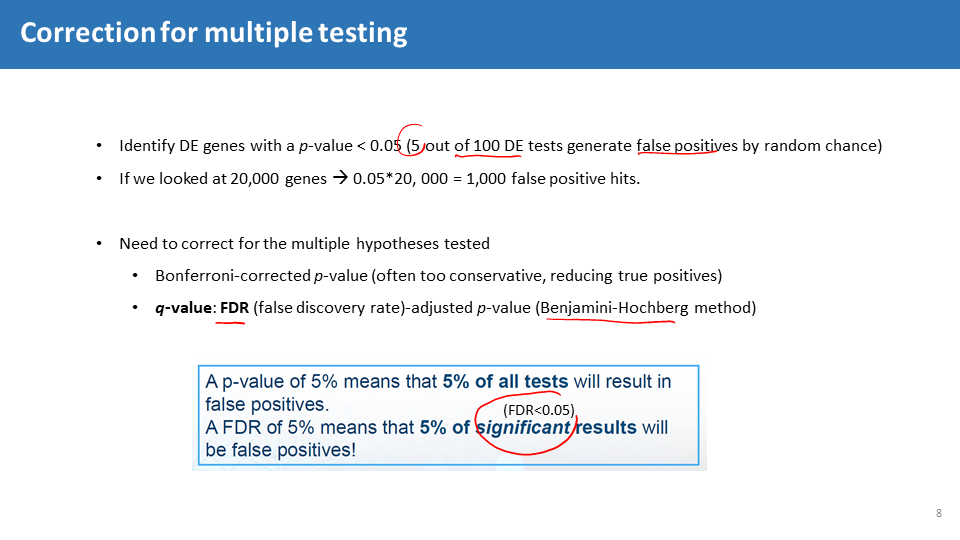 Correction for multiple testing
• Identify DE genes with a p-value < 0.05 (5 out of 100 DE tests generate false positives by random chance)
• If we looked at 20,000 genes → 0.05*20, 000 = 1,000 false positive hits.
• Need to correct for the multiple hypotheses tested
• Bonferroni-corrected p-value (often too conservative, reducing true positives)
• q-value: FDR (false discovery rate)-adjusted p-value (Benjamini-Hochberg method)
A p-value of 5% means that 5% of all tests will result in
false positives.
(FDR<0.05)
A FDR of 5% means that 5% of significant results will
be false positives!
8